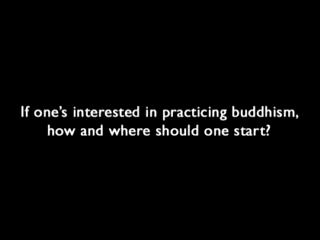 If one's interested in practicing buddhism,
how and where should one start?